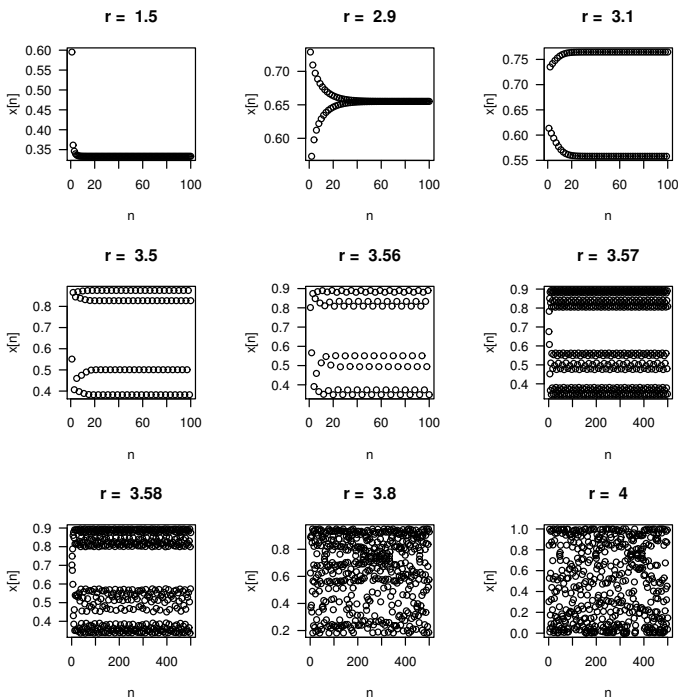 r = 1.5
x[n]
0.60
0.55
0.50
0.45
0.40
0.35
0 20 60 100
n
r = 2.9
x[n]
0.70
0.65
0.60
0 20 60 100
n
r = 3.1
x[n]
0.75
0.70
0.65
0.60
0.55
0 20 60 100
n
r = 3.5
x[n]
0.8
0.7
0.6
0.5
0.4
0 20 60 100
n
r = 3.56
x[n]
0.9
0.8
0.7
0.6
0.5
0.4
0 20 60 100
n
r = 3.57
x[n]
0.9
0.8
0.7
0.6
0.5
0.4
0 200 400
n
r = 3.58
x[n]
0.9
0.8
0.7
0.6
0.5
0.4
0 200 400
n
r = 3.8
x[n]
0.8
0.6
0.4
0.2
0 200 400
n
r = 4
x[n]
1.0
0.8
0.6
0.4
0.2
0.0
0 200 400
n